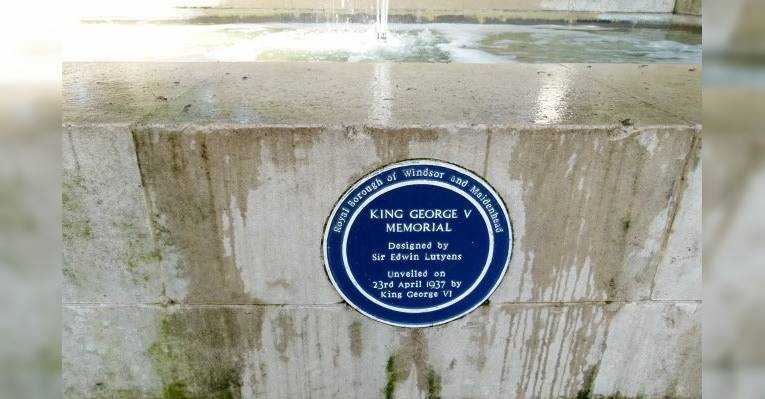 Royal Borough of Windsor and Maidenhead
KING GEORGE V
MEMORIAL
Designed by
Sir Edwin Lutyens
Unveiled on
23rd April 1937 by
King George VI